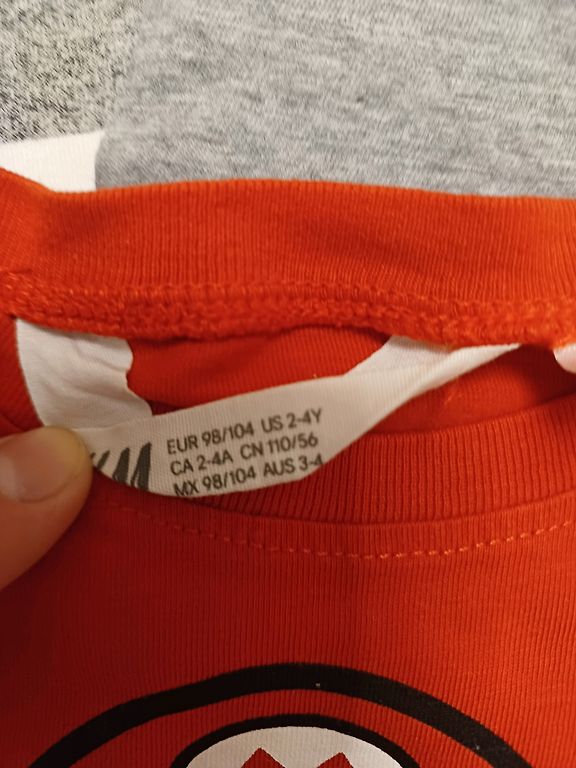 EUR 98/104 US 2-4Y
CA 2-4A CN 110/56
MX 98/104 AUS 3-4